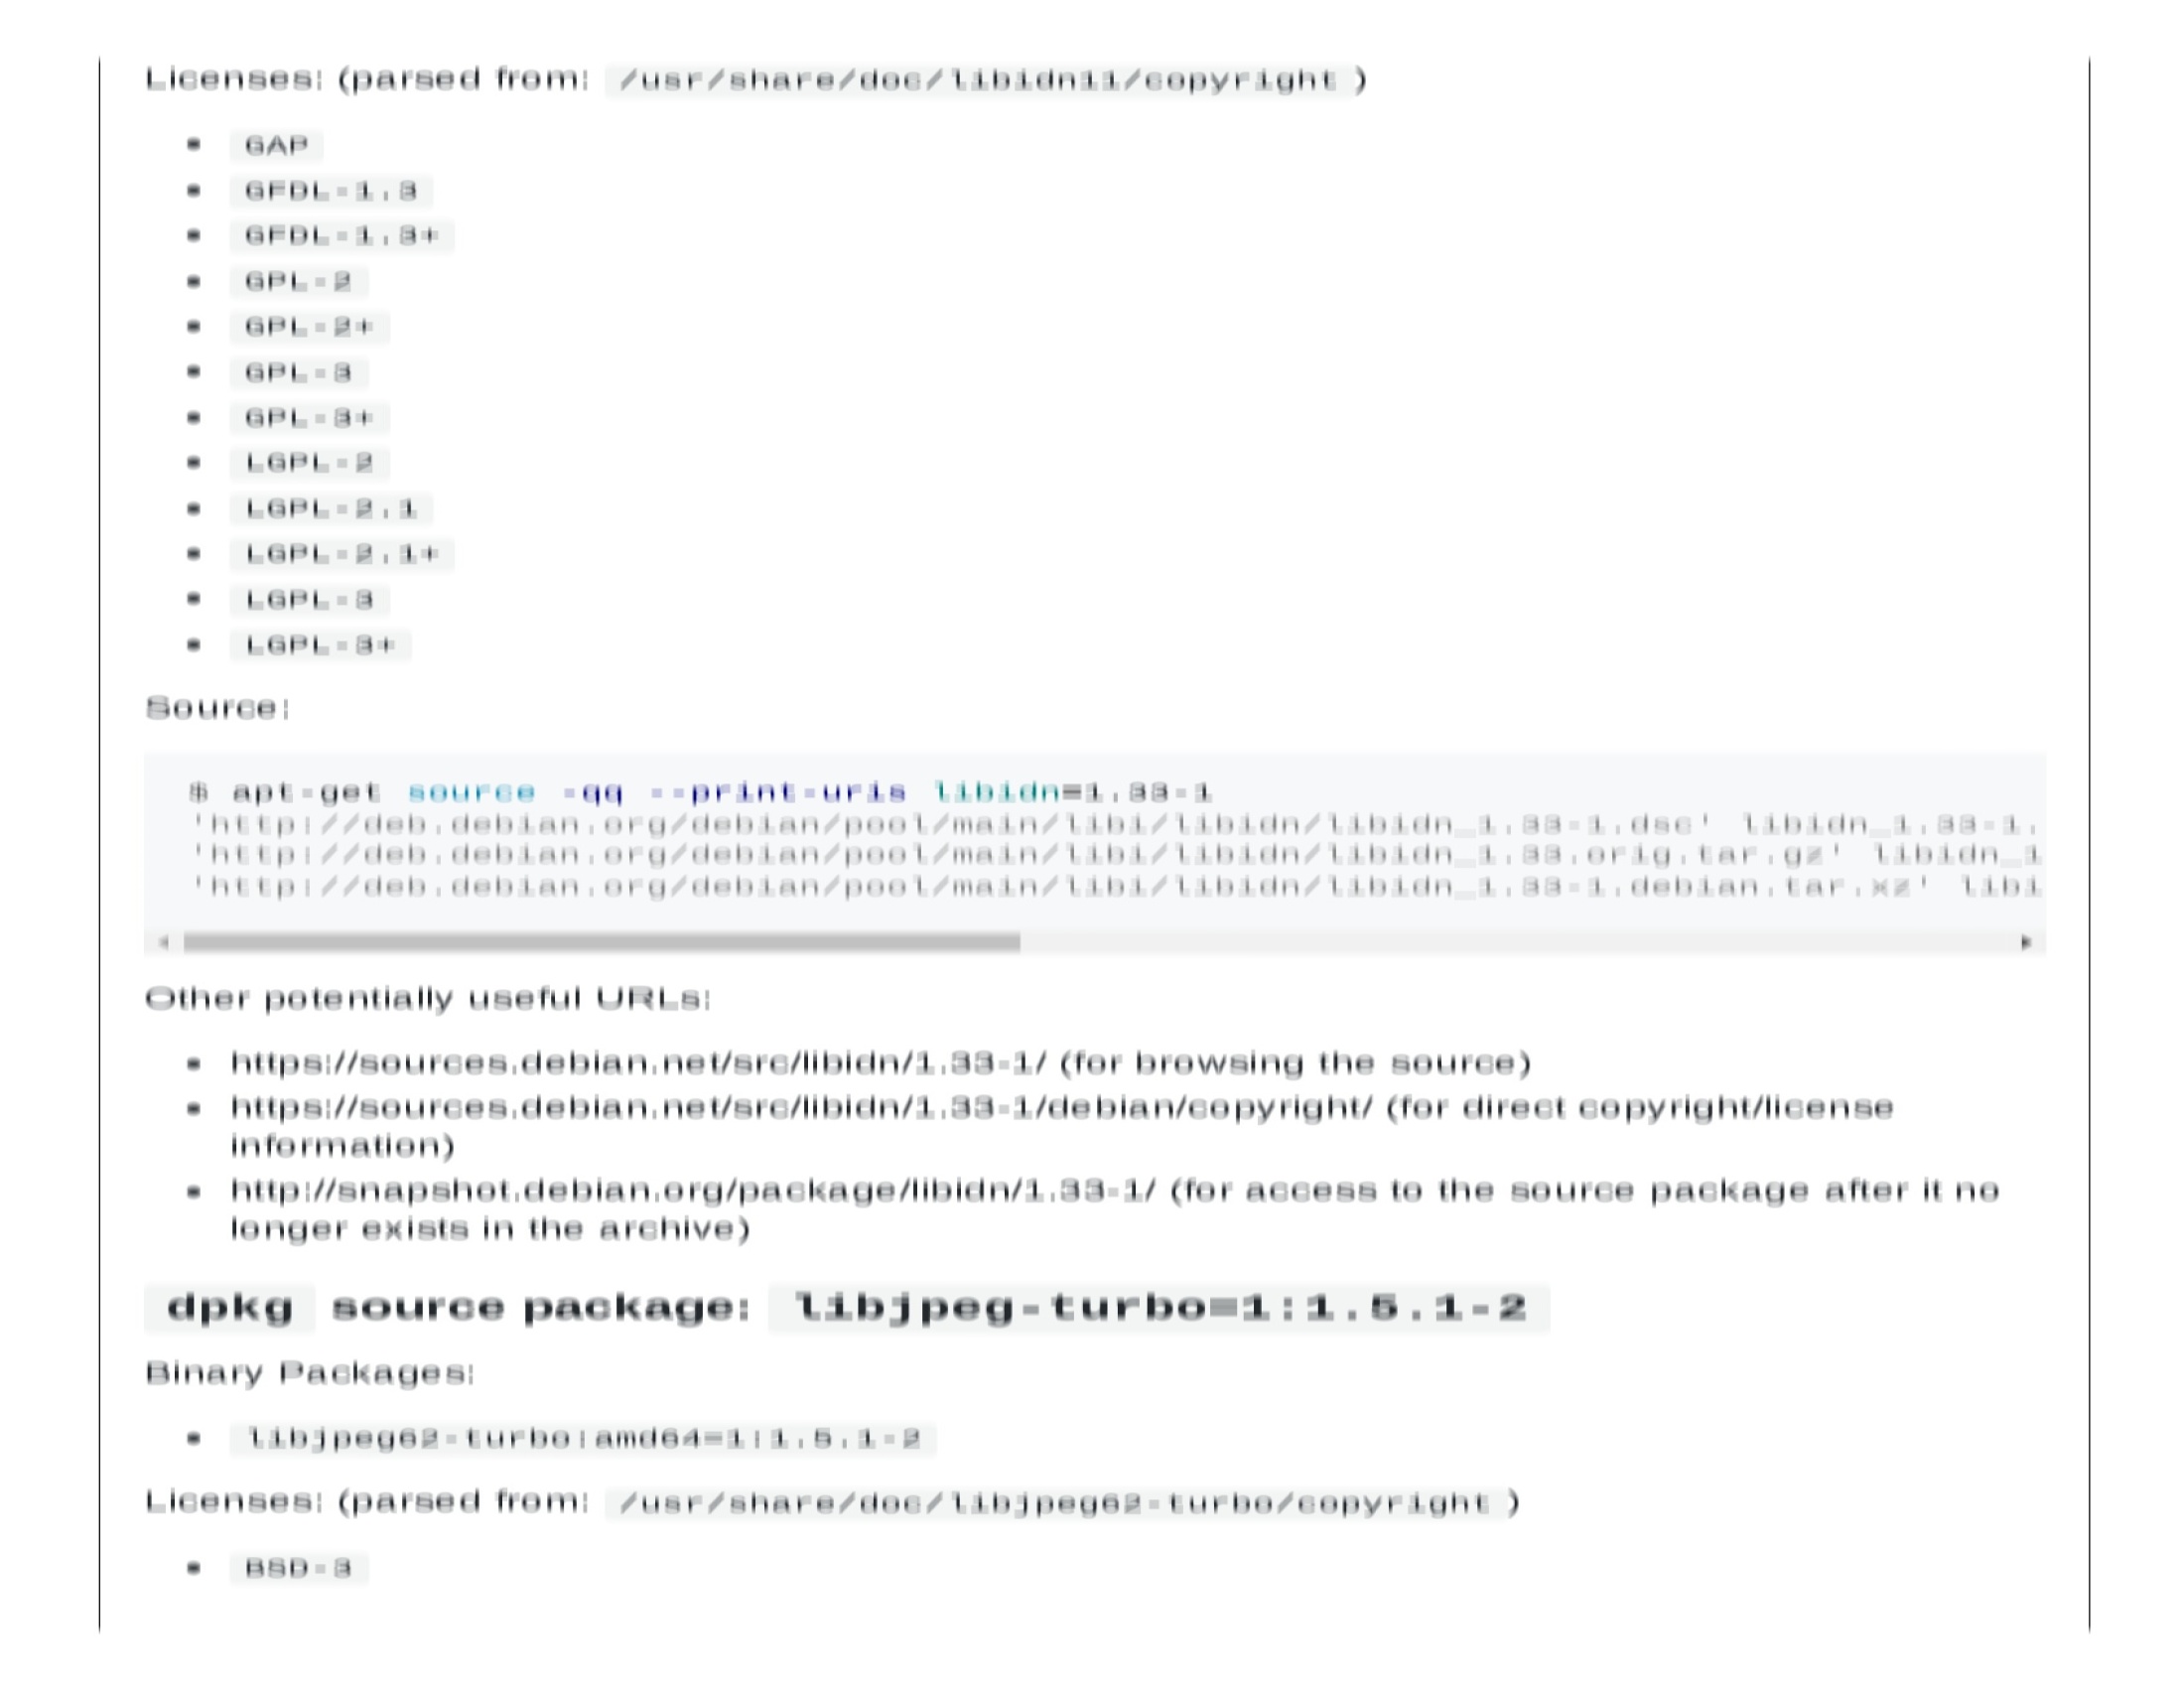 Licenses: (parsed from: /usr/share/doc/libidn11/copyright )
• GAP
• GFDL-1.3
• GFDL-1.3+
• GPL-2
• GPL-2+
• GPL-3
• GPL-3+
• LGPL-2
• LGPL-2.1
• LGPL-2.1+
• LGPL-3
• LGPL-3+
Source:
$ apt-get source -qq --print-uris libidn=1.33-1
'http://deb.debian.org/debian/pool/main/libi/libidn/libidn_1.33-1.dsc' libidn_1.33-1.
'http://deb.debian.org/debian/pool/main/libi/libidn/libidn_1.33.orig.tar.gz' libidn_1
'http://deb.debian.org/debian/pool/main/libi/libidn/libidn_1.33-1.debian.tar.xz' libi
Other potentially useful URLs:
• https://sources.debian.net/src/libidn/1.33-1/ (for browsing the source)
• https://sources.debian.net/src/libidn/1.33-1/debian/copyright/ (for direct copyright/license
information)
• http://snapshot.debian.org/package/libidn/1.33-1/ (for access to the source package after it no
longer exists in the archive)
dpkg source package: libjpeg-turbo=1:1.5.1-2
Binary Packages:
• libjpeg62-turbo:amd64=1:1.5.1-2
Licenses: (parsed from: /usr/share/doc/libjpeg62-turbo/copyright )
• BSD-3